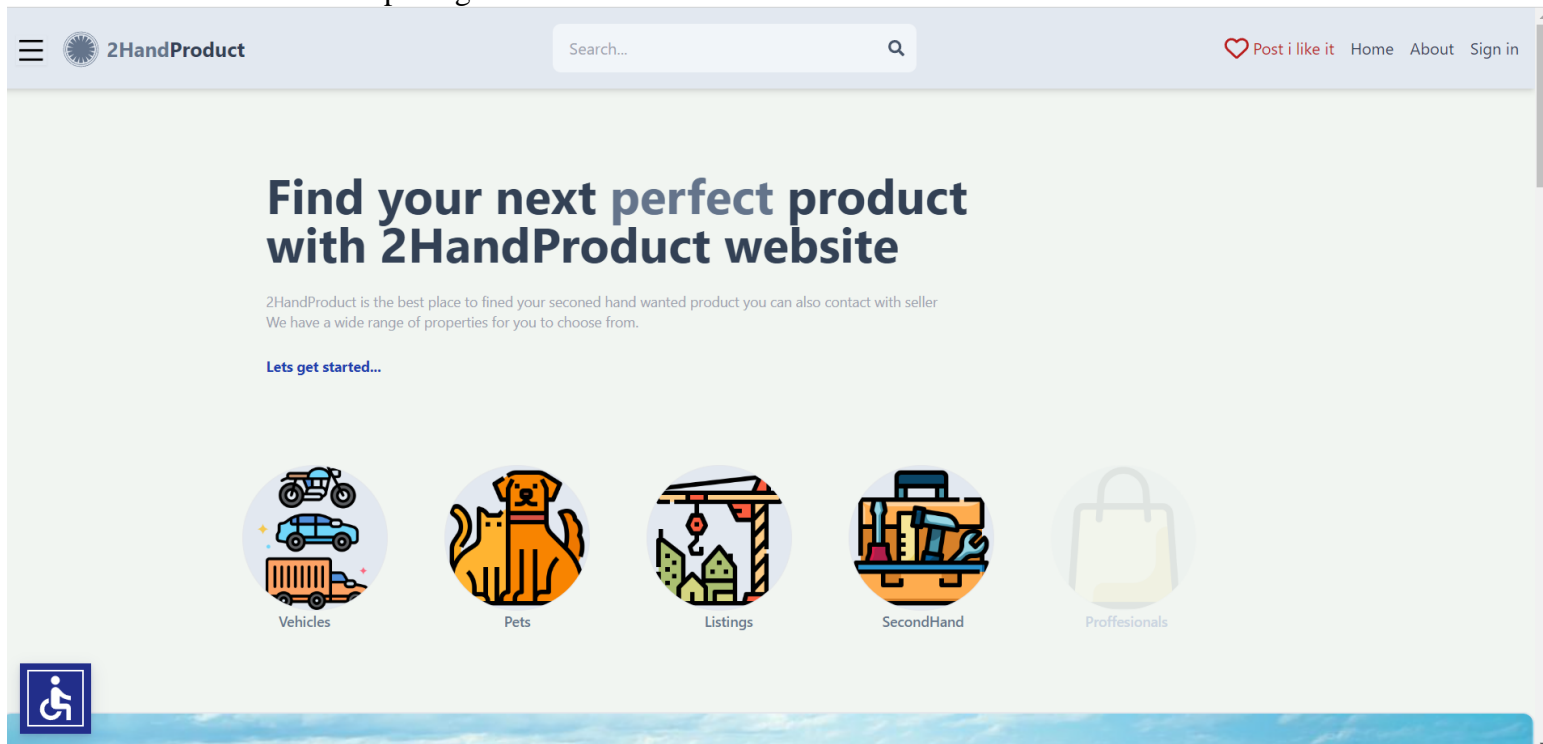 2HandProduct
Search...
Post i like it Home About Sign in
Find your next perfect product
with 2HandProduct website
2HandProduct is the best place to fined your seconed hand wanted product you can also contact with seller
We have a wide range of properties for you to choose from.
Lets get started...
Vehicles Pets Listings SecondHand Proffesionals